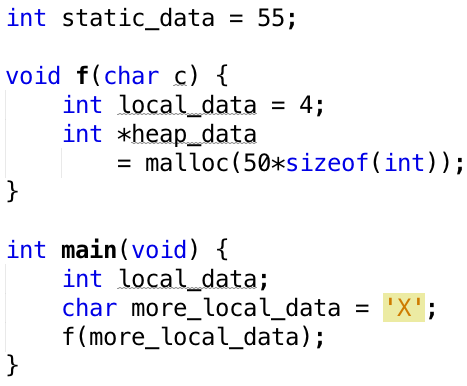 int static_data = 55;
void f(char c) {
int local_data = 4;
int *heap_data
= malloc(50*sizeof(int));
}
int main(void) {
int local_data;
char more_local_data = 'X';
f(more_local_data);
}